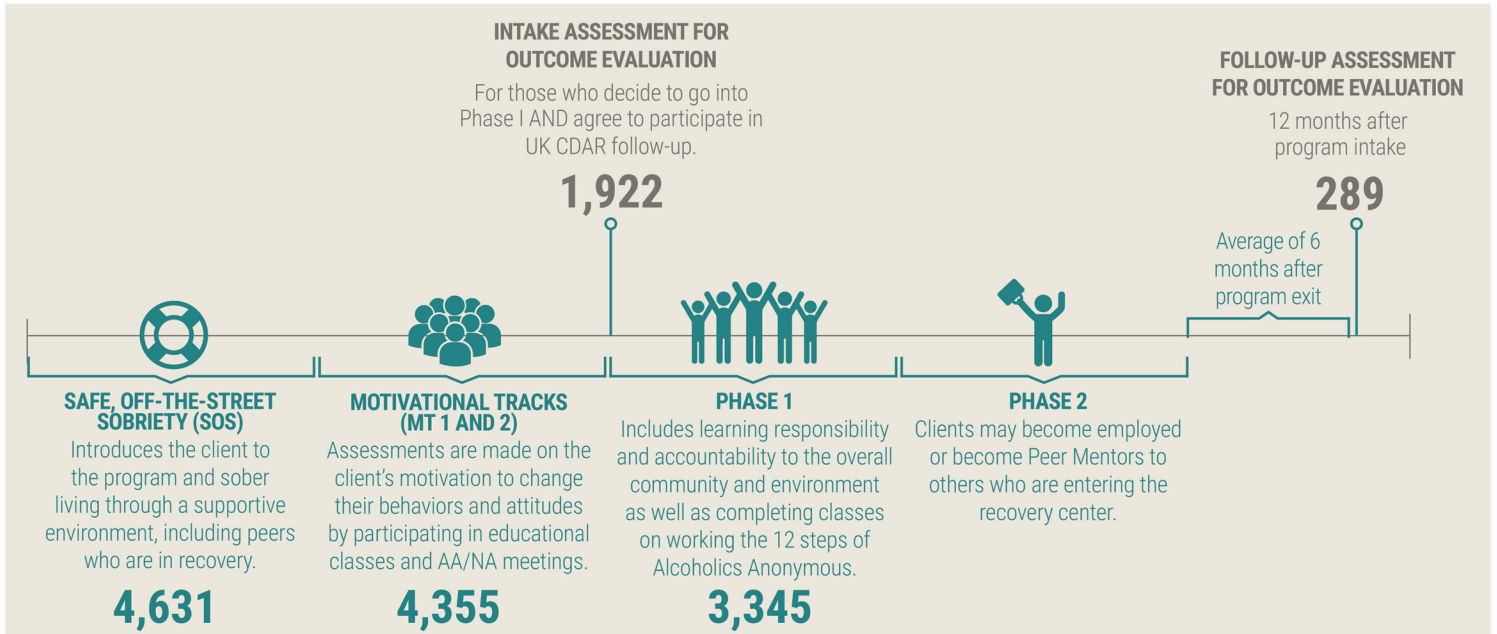 INTAKE ASSESSMENT FOR
OUTCOME EVALUATION
For those who decide to go into
Phase I AND agree to participate in
UK CDAR follow-up.
1,922
FOLLOW-UP ASSESSMENT
FOR OUTCOME EVALUATION
12 months after
program intake
289
Average of 6
months after
program exit
SAFE, OFF-THE-STREET
SOBRIETY (SOS)
Introduces the client to
the program and sober
living through a supportive
environment, including peers
who are in recovery.
4,631
MOTIVATIONAL TRACKS
(MT 1 AND 2)
Assessments are made on the
client’s motivation to change
their behaviors and attitudes
by participating in educational
classes and AA/NA meetings.
4,355
PHASE 1
Includes learning responsibility
and accountability to the overall
community and environment
as well as completing classes
on working the 12 steps of
Alcoholics Anonymous.
3,345
PHASE 2
Clients may become employed
or become Peer Mentors to
others who are entering the
recovery center.